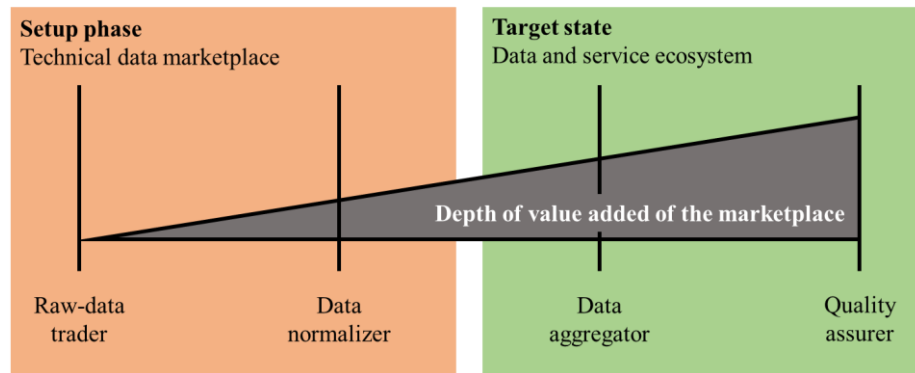 Setup phase
Technical data marketplace
Target state
Data and service ecosystem
Depth of value added of the marketplace
Raw-data
trader
Data
normalizer
Data
aggregator
Quality
assurer